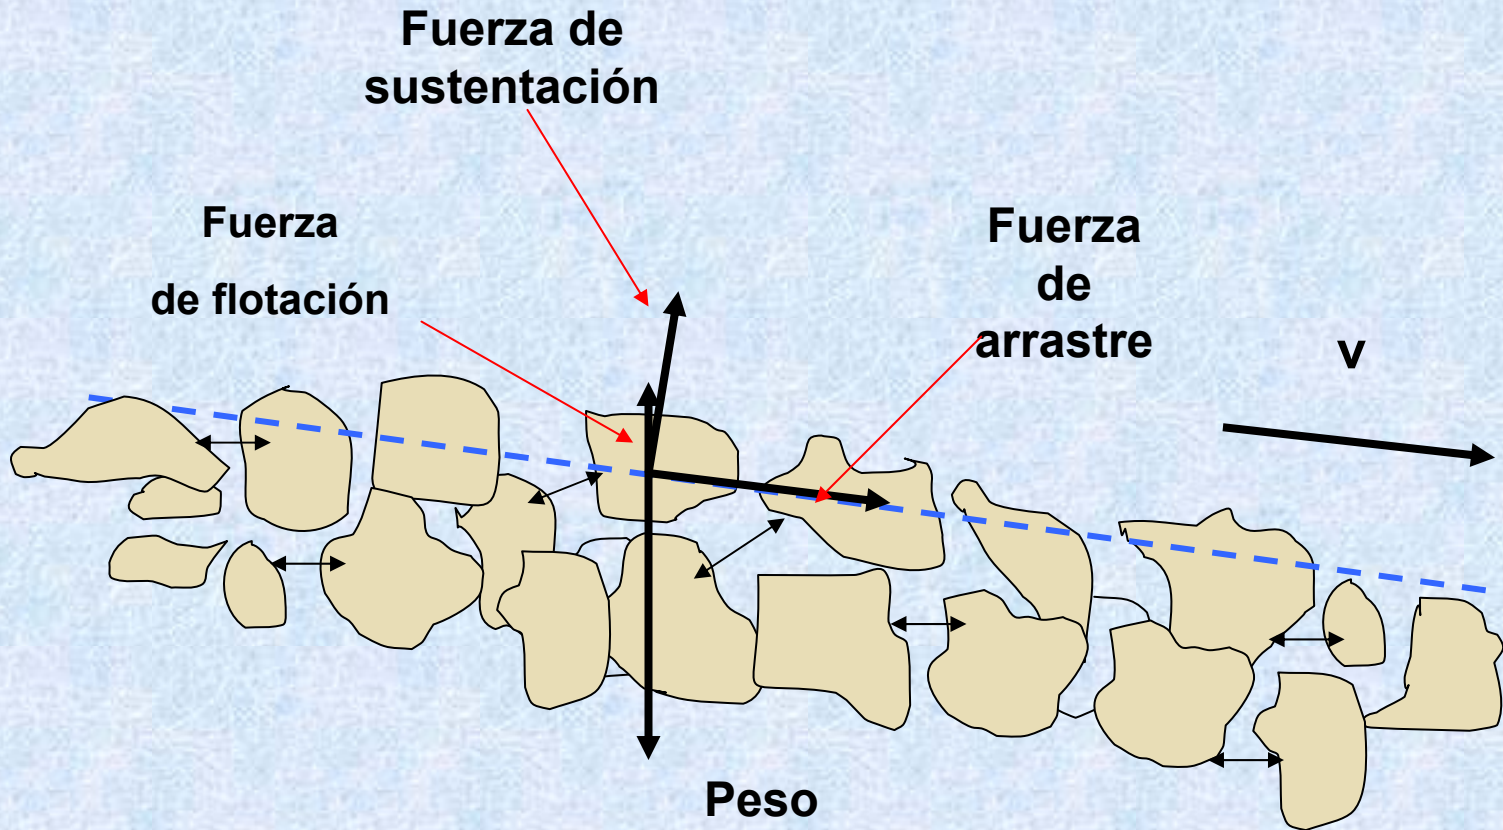 Fuerza de
sustentación
Fuerza
de flotación
Fuerza
de
arrastre
v
Peso